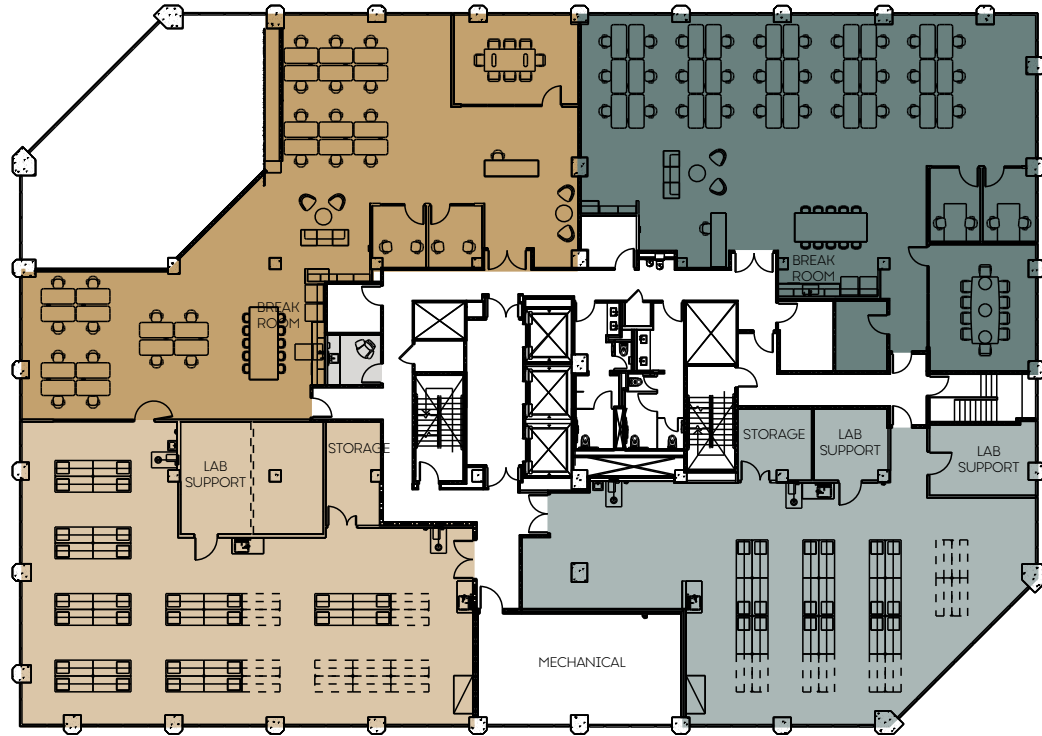 BREAK
ROOM
BREAK
ROOM
STORAGE
LAB
SUPPORT
STORAGE
LAB
SUPPORT
LAB
SUPPORT
MECHANICAL